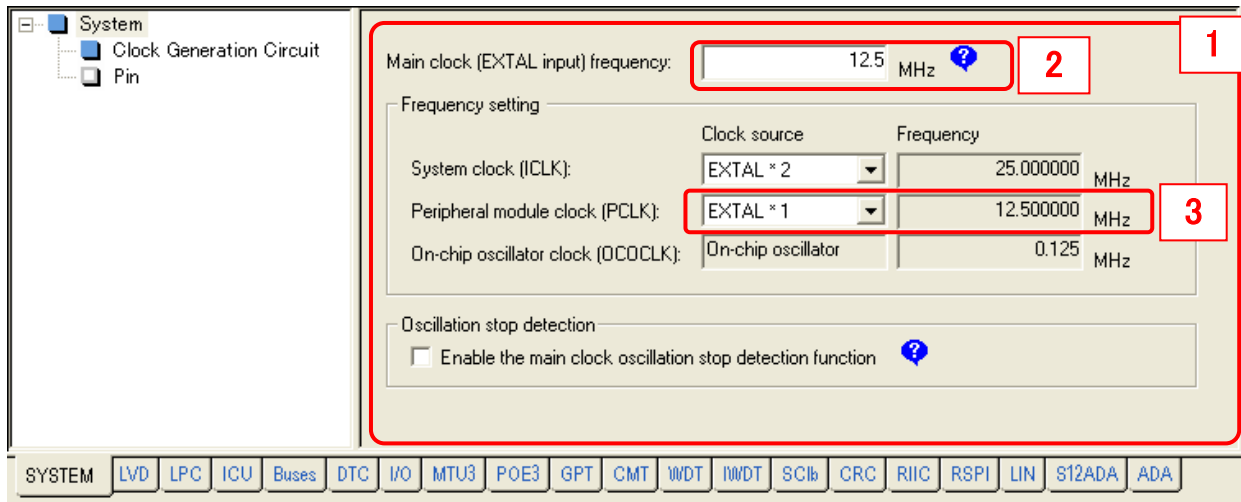 System
Clock Generation Circuit
Pin
1
Main clock (EXTAL input) frequency: 12.5 MHz ? 2
Frequency setting
Clock source Frequency
System clock (ICLK): EXTAL * 2 25.000000 MHz
Peripheral module clock (PCLK): EXTAL * 1 12.500000 MHz 3
On-chip oscillator clock (OCOCLK): On-chip oscillator 0.125 MHz
Oscillation stop detection
Enable the main clock oscillation stop detection function ?
SYSTEM LVD LPC ICU Buses DTC I/O MTU3 POE3 GPT CMT WDT IWDT SCIb CRC RIIC RSPI LIN S12ADA ADA